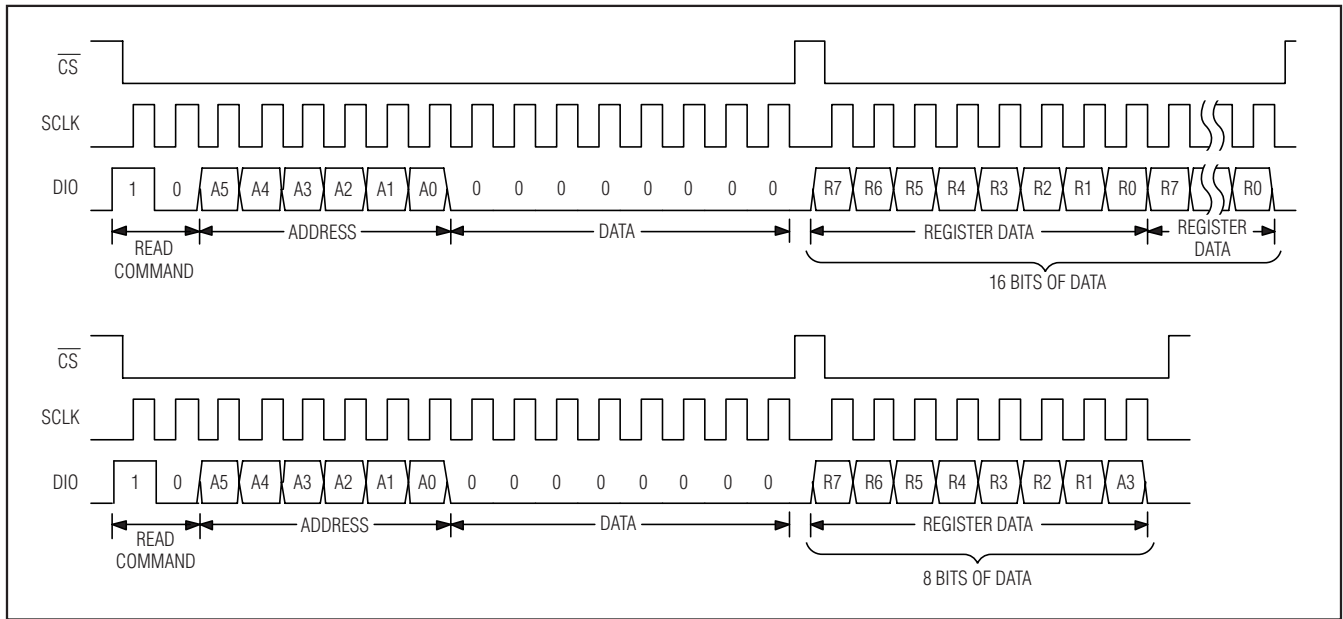 CS
SCLK
DIO 1 0 A5 A4 A3 A2 A1 A0 0 0 0 0 0 0 0 0 R7 R6 R5 R4 R3 R2 R1 R0 R7 R0
READ COMMAND
ADDRESS
DATA
REGISTER DATA
REGISTER DATA
16 BITS OF DATA
CS
SCLK
DIO 1 0 A5 A4 A3 A2 A1 A0 0 0 0 0 0 0 0 0 R7 R6 R5 R4 R3 R2 R1 A3
READ COMMAND
ADDRESS
DATA
REGISTER DATA
8 BITS OF DATA